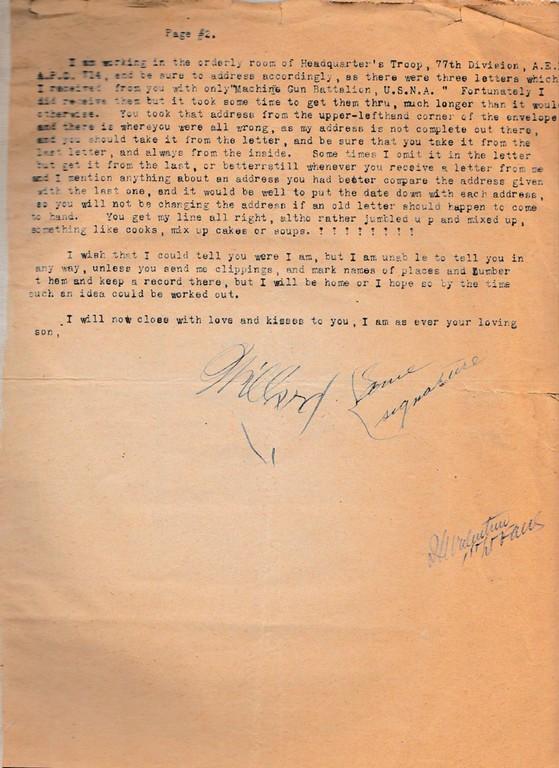 Page #2.
I am working in the orderly room of Headquarter's Troop, 77th Division, A.E.
A.P.O. 714, and be sure to address accordingly, as there were three letters which
I received from you with only"Machine Gun Battalion, U.S.N.A. " Fortunately I
did receive them but it took some time to get them thru, much longer than it would
otherwise. You took that address from the upper-lefthand corner of the envelope
and there is whereyou were all wrong, as my address is not complete out there,
and you should take it from the letter, and be sure that you take it from the
last letter, and always from the inside. Some times I omit it in the letter
but get it from the last, or betterstill whenever you receive a letter from me
and I mention anything about an address you had better compare the address given
with the last one, and it would be well to put the date down with each address,
so you will not be changing the address if an old letter should happen to come
to hand. You get my line all right, altho rather jumbled u p and mixed up,
something like cooks, mix up cakes or soups. ! ! ! ! ! ! ! !
I wish that I could tell you were I am, but I am unab le to tell you in
any way, unless you send me clippings, and mark names of places and number
t hem and keep a record there, but I will be home or I hope so by the time
such an idea could be worked out.
I will now close with love and kisses to you, I am as ever your loving
son,
Willard. (Some
signature